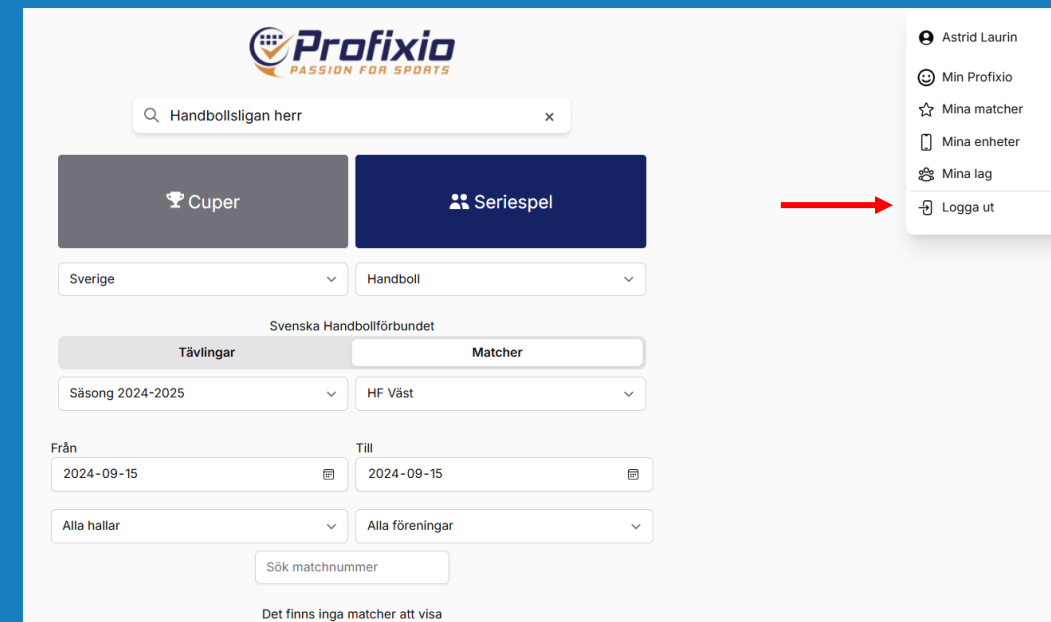 Profixio
PASSION FOR SPORTS
Handbollsligan herr
Cuper
Seriespel
Sverige
Handboll
Svenska Handbollförbundet
Tävlingar
Matcher
Säsong 2024-2025
HF Väst
Från
Till
2024-09-15
2024-09-15
Alla hallar
Alla föreningar
Sök matchnummer
Det finns inga matcher att visa
Astrid Laurin
Min Profixio
Mina matcher
Mina enheter
Mina lag
Logga ut